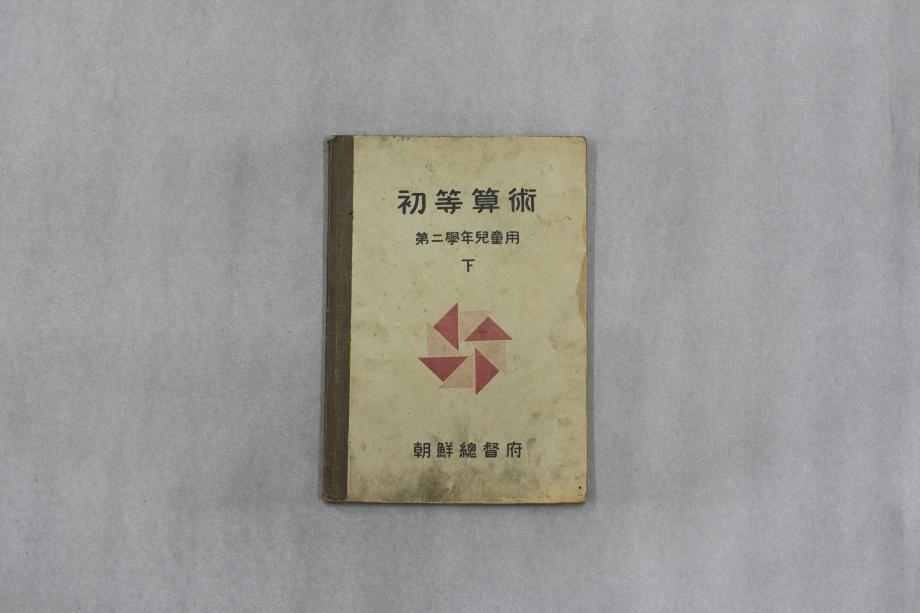 初等算術
第二學年兒童用
下
朝鮮總督府